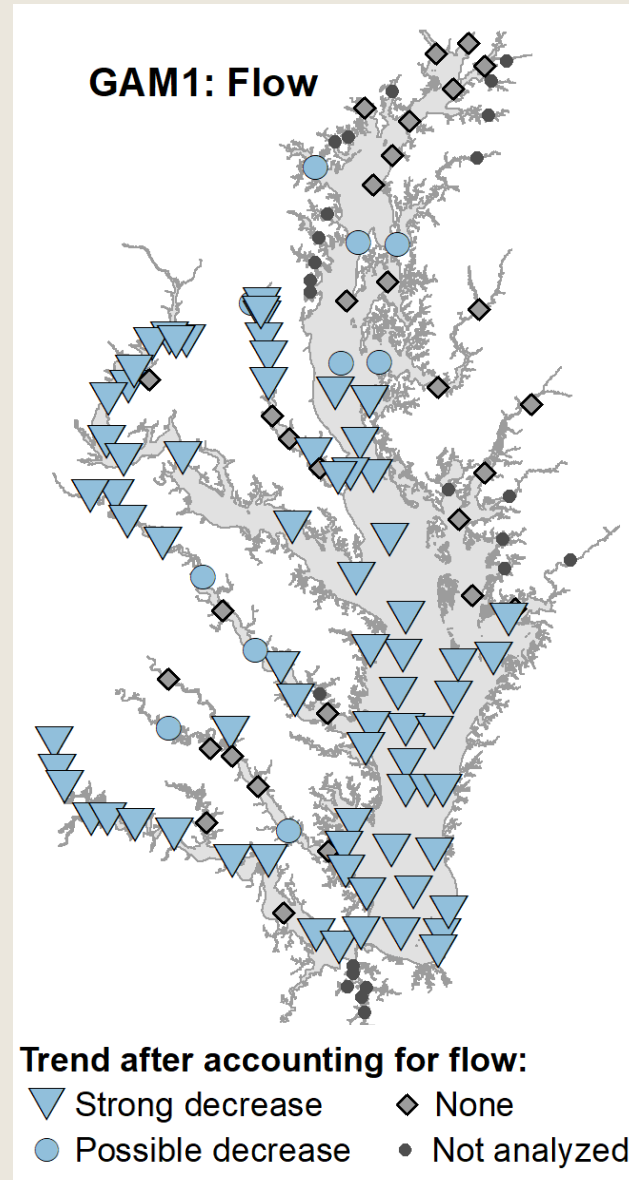 GAM1: Flow
Trend after accounting for flow:
Strong decrease None
Possible decrease Not analyzed